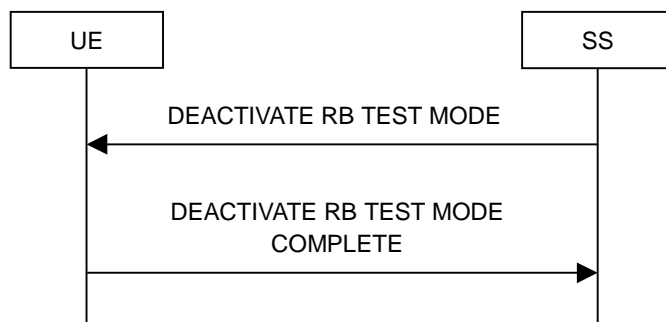 UE
SS
DEACTIVATE RB TEST MODE
DEACTIVATE RB TEST MODE
COMPLETE